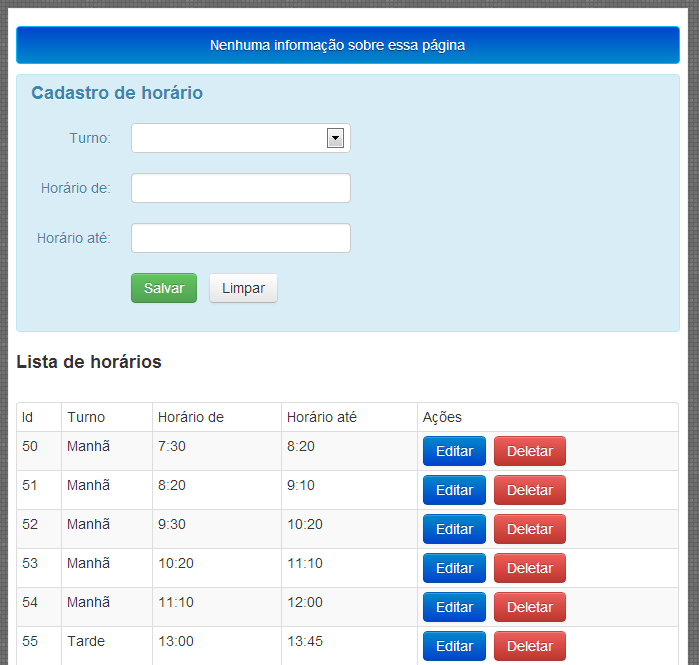 Nenhuma informação sobre essa página
Cadastro de horário
Turno:
Horário de:
Horário até:
Salvar Limpar
Lista de horários
Id Turno Horário de Horário até Ações
50 Manhã 7:30 8:20 Editar Deletar
51 Manhã 8:20 9:10 Editar Deletar
52 Manhã 9:30 10:20 Editar Deletar
53 Manhã 10:20 11:10 Editar Deletar
54 Manhã 11:10 12:00 Editar Deletar
55 Tarde 13:00 13:45 Editar Deletar